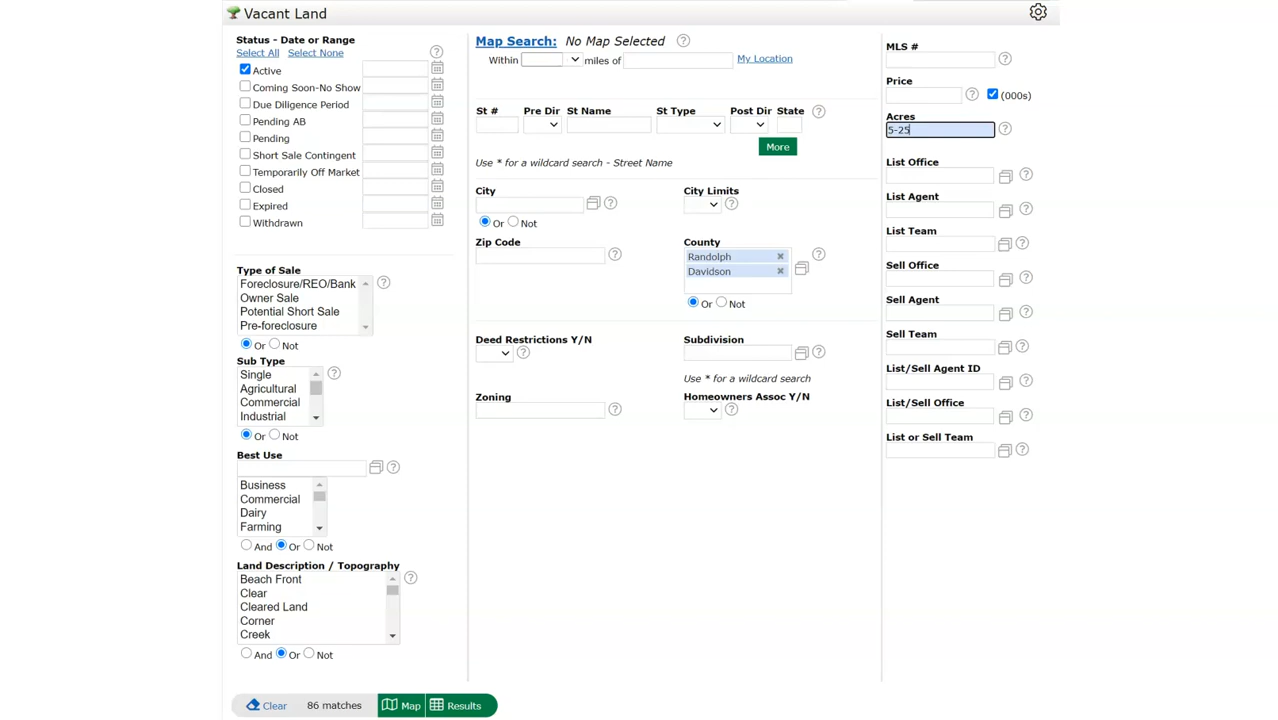 Vacant Land
Status - Date or Range
Select All Select None
Active
Coming Soon-No Show
Due Diligence Period
Pending AB
Pending
Short Sale Contingent
Temporarily Off Market
Closed
Expired
Withdrawn
Type of Sale
Foreclosure/REO/Bank
Owner Sale
Potential Short Sale
Pre-foreclosure
Or Not
Sub Type
Single
Agricultural
Commercial
Industrial
Or Not
Best Use
Business
Commercial
Dairy
Farming
And Or Not
Land Description / Topography
Beach Front
Clear
Cleared Land
Corner
Creek
And Or Not
Map Search: No Map Selected
Within miles of My Location
St # Pre Dir St Name St Type Post Dir State
More
Use * for a wildcard search - Street Name
City
Or Not
City Limits
Zip Code
County
Randolph
Davidson
Or Not
Deed Restrictions Y/N
Subdivision
Use * for a wildcard search
Zoning
Homeowners Assoc Y/N
MLS #
Price
(000s)
Acres
5-25
List Office
List Agent
List Team
Sell Office
Sell Agent
Sell Team
List/Sell Agent ID
List/Sell Office
List or Sell Team
Clear 86 matches Map Results